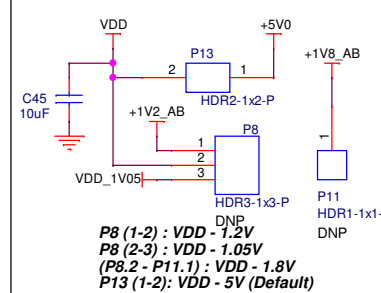 VDD
+5V0
P13
+1V8_AB
2
1
C45
10uF
HDR2-1x2-P
+1V2_AB
P8
1
1
2
VDD_1V05
3
HDR3-1x3-P
P11
HDR1-1x1-
DNP
DNP
P8 (1-2) : VDD - 1.2V
P8 (2-3) : VDD - 1.05V
(P8.2 - P11.1) : VDD - 1.8V
P13 (1-2): VDD - 5V (Default)